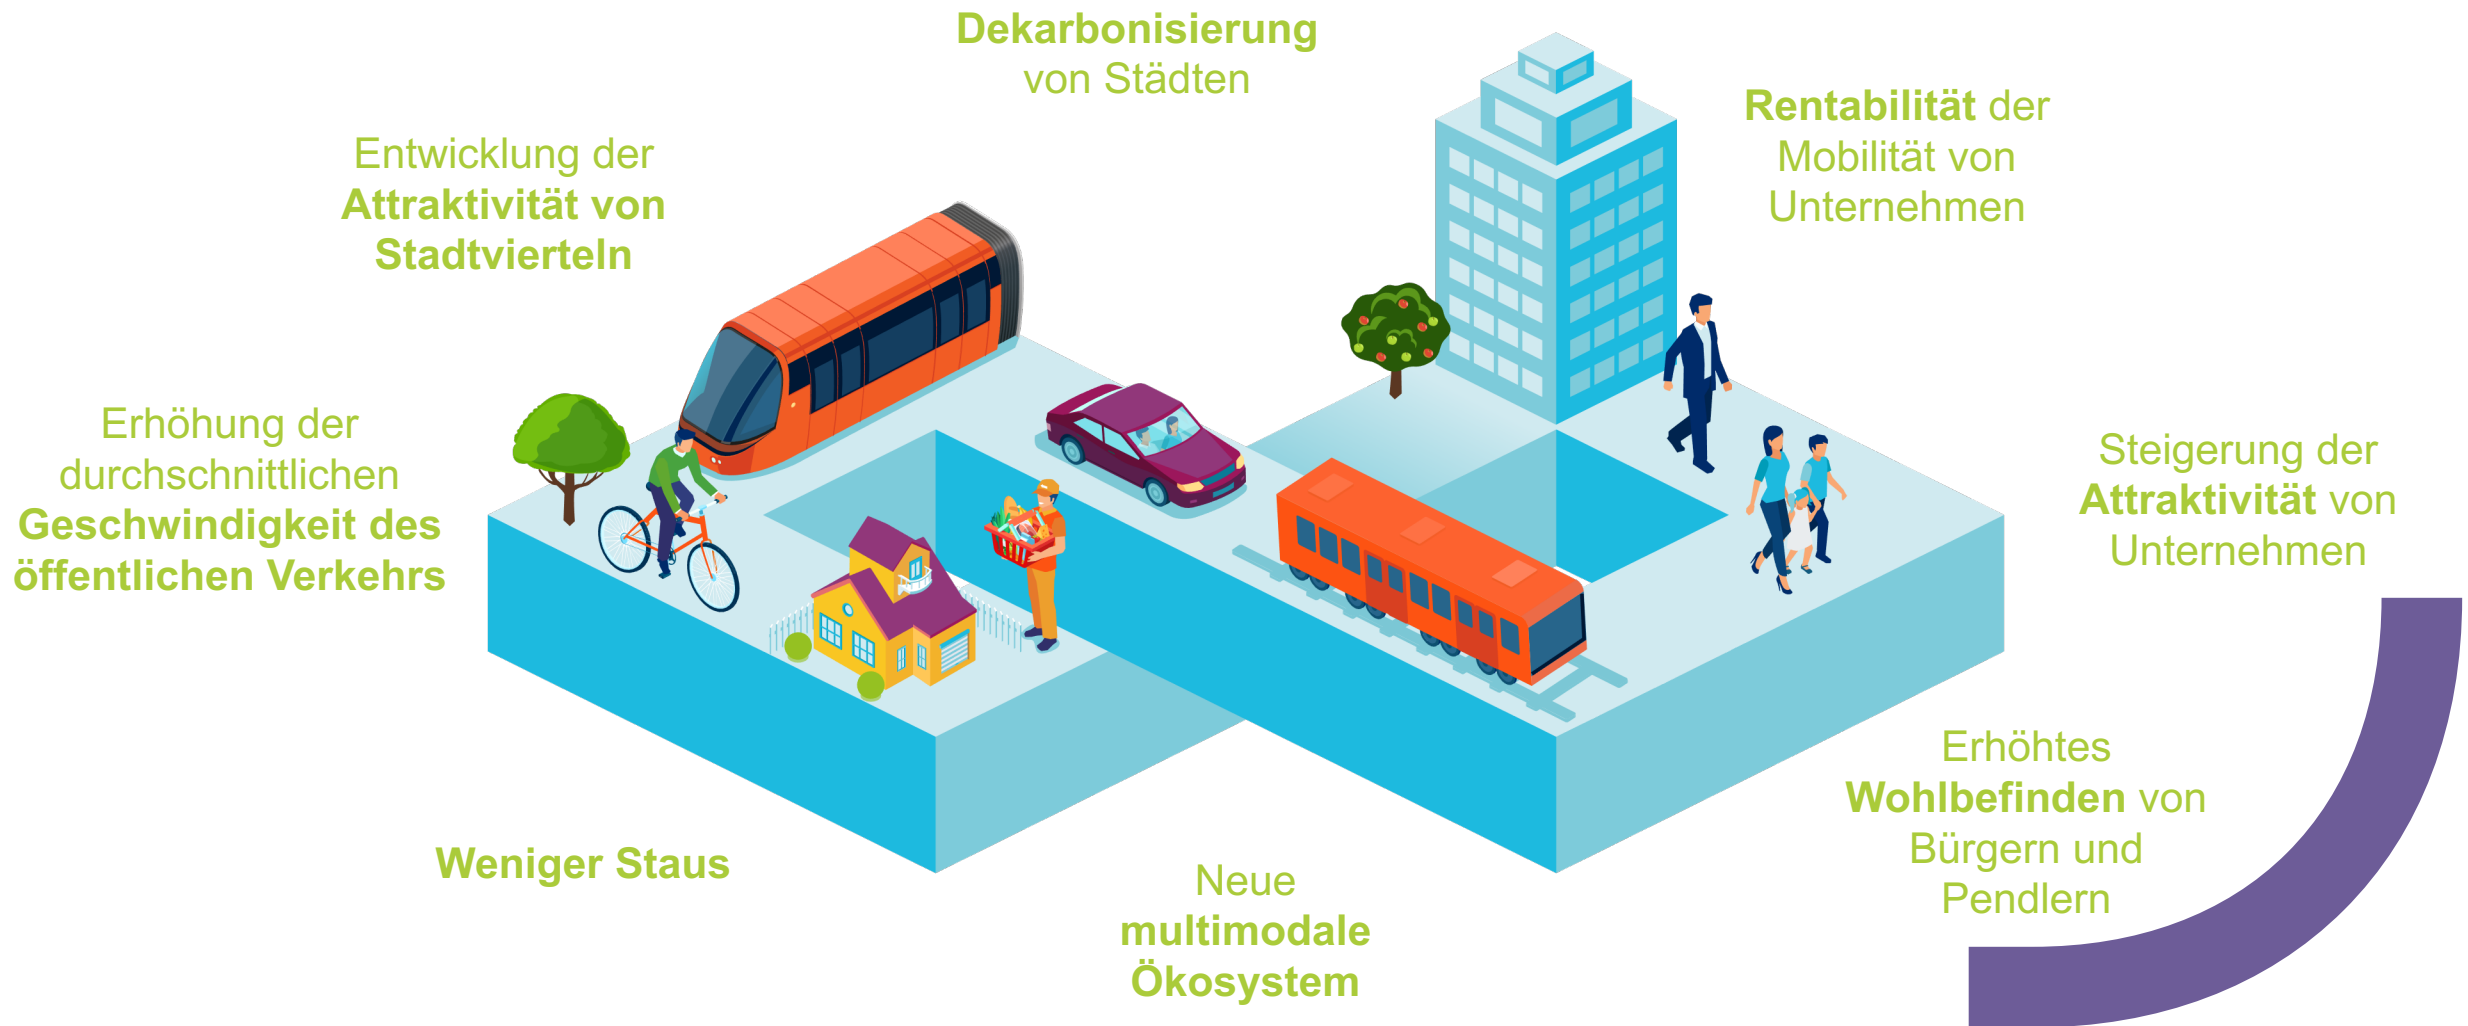 Dekarbonisierung
von Städten
Rentabilität der
Mobilität von
Unternehmen
Entwicklung der
Attraktivität von
Stadtvierteln
Erhöhung der
durchschnittlichen
Geschwindigkeit des
öffentlichen Verkehrs
Steigerung der
Attraktivität von
Unternehmen
Erhöhtes
Wohlbefinden von
Bürgern und
Pendlern
Weniger Staus
Neue
multimodale
Ökosystem